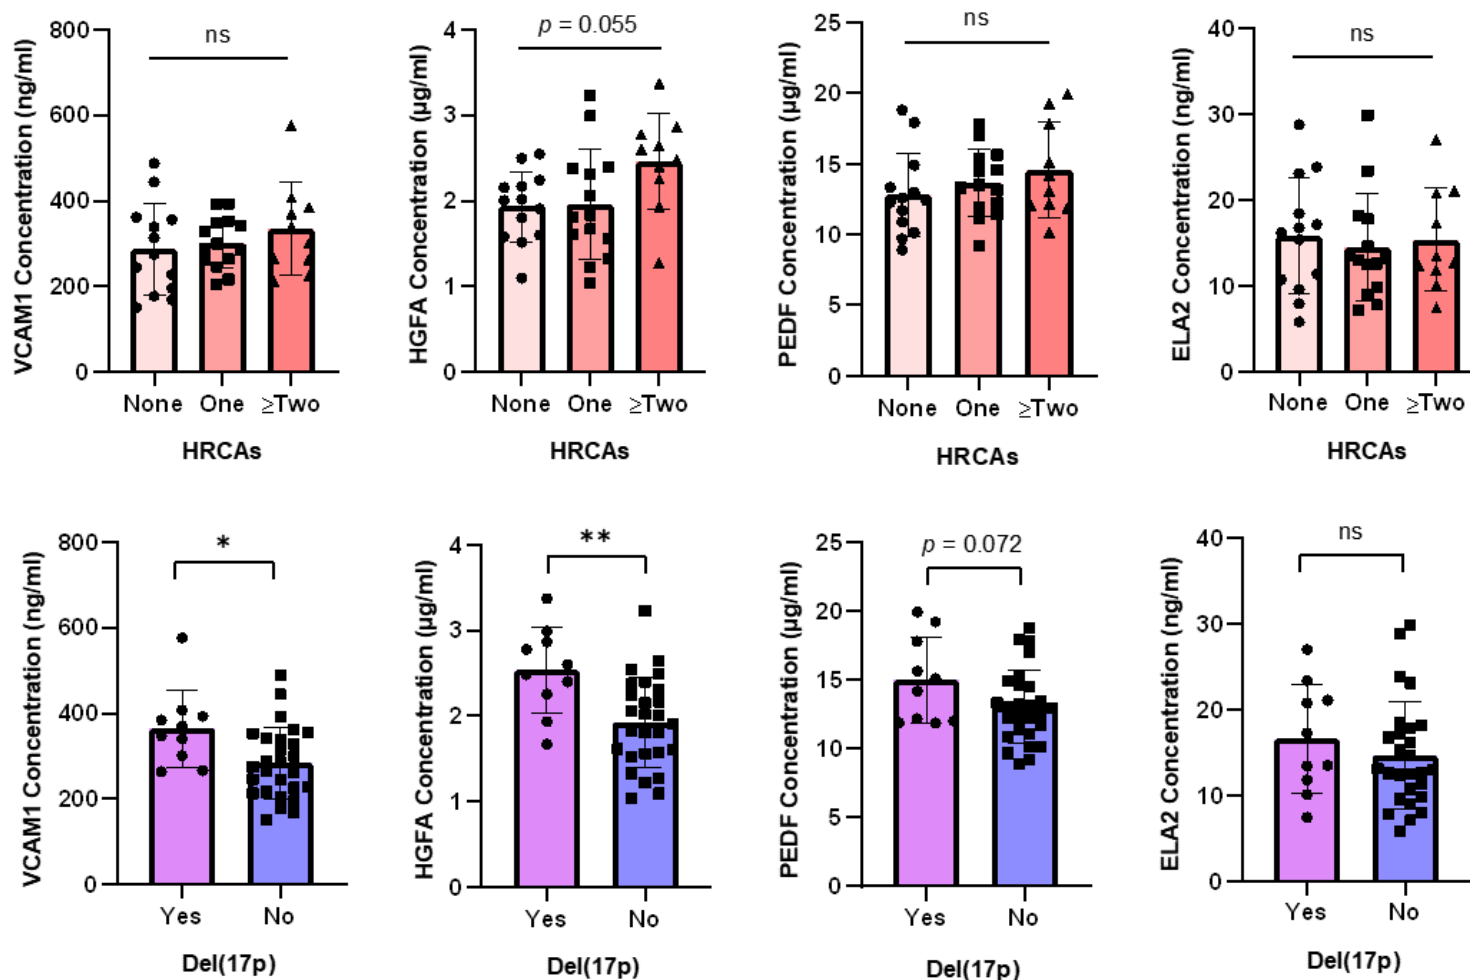 VCAM1 Concentration (ng/ml)
800
600
400
200
0
ns
None One ≥Two
HRCAs
HGFA Concentration (µg/ml)
4
3
2
1
0
p = 0.055
None One ≥Two
HRCAs
PEDF Concentration (µg/ml)
25
20
15
10
5
0
ns
None One ≥Two
HRCAs
ELA2 Concentration (ng/ml)
40
30
20
10
0
ns
None One ≥Two
HRCAs
VCAM1 Concentration (ng/ml)
800
600
400
200
0
*
Yes No
Del(17p)
HGFA Concentration (µg/ml)
4
3
2
1
0
**
Yes No
Del(17p)
PEDF Concentration (µg/ml)
25
20
15
10
5
0
p = 0.072
Yes No
Del(17p)
ELA2 Concentration (ng/ml)
40
30
20
10
0
ns
Yes No
Del(17p)